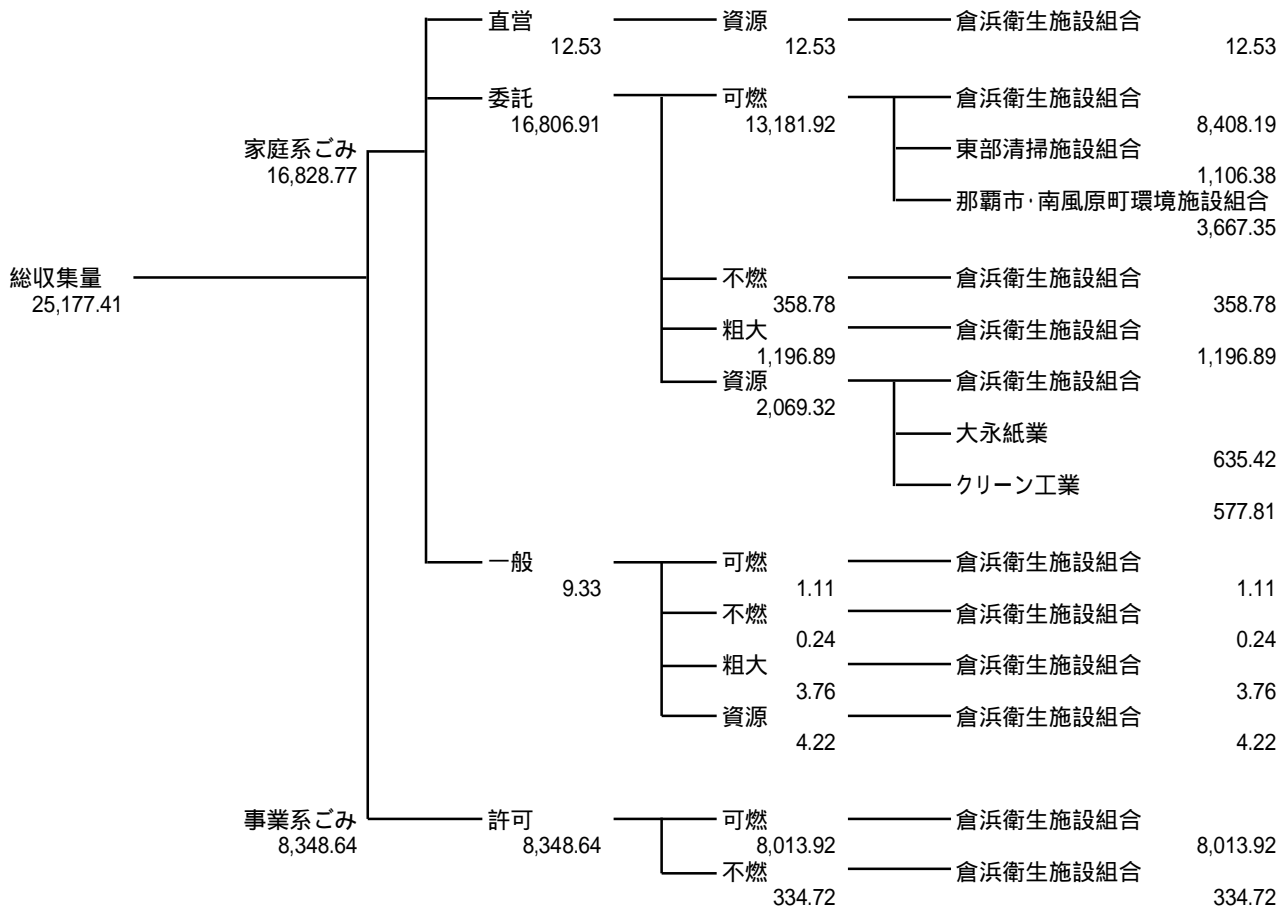 直営 資源 倉浜衛生施設組合
12.53 12.53 12.53
委託 可燃 倉浜衛生施設組合
16,806.91 13,181.92 8,408.19
家庭系ごみ 東部清掃施設組合
16,828.77 1,106.38
那覇市・南風原町環境施設組合
3,667.35
総収集量 不燃 倉浜衛生施設組合
25,177.41 358.78 358.78
粗大 倉浜衛生施設組合
1,196.89 1,196.89
資源 倉浜衛生施設組合
2,069.32
大永紙業
635.42
クリーン工業
577.81
一般 可燃 倉浜衛生施設組合
9.33 1.11 1.11
不燃 倉浜衛生施設組合
0.24 0.24
粗大 倉浜衛生施設組合
3.76 3.76
資源 倉浜衛生施設組合
4.22 4.22
事業系ごみ 許可 可燃 倉浜衛生施設組合
8,348.64 8,348.64 8,013.92 8,013.92
不燃 倉浜衛生施設組合
334.72 334.72